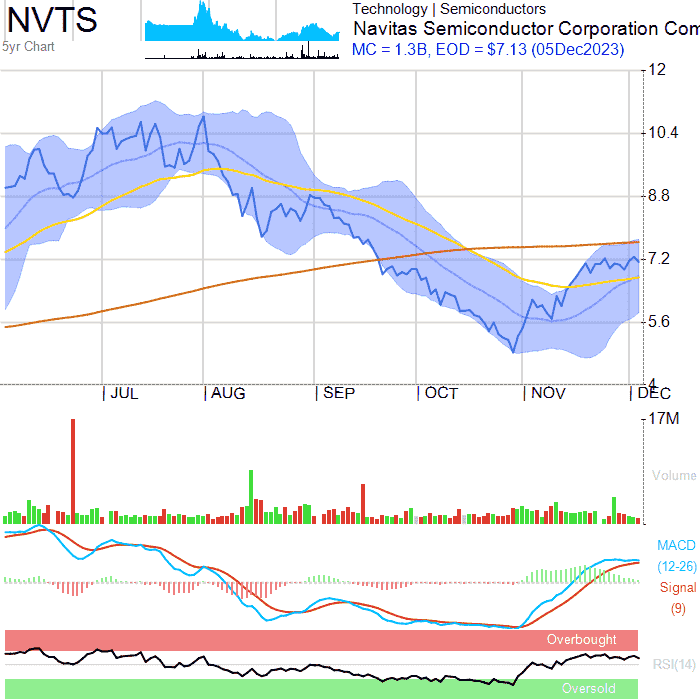 NVTS
5yr Chart
Technology | Semiconductors
Navitas Semiconductor Corporation Com
MC = 1.3B, EOD = $7.13 (05Dec2023)
12
10.4
8.8
7.2
5.6
4
JUL
AUG
SEP
OCT
NOV
DEC
17M
Volume
MACD
(12-26)
Signal
(9)
Overbought
RSI(14)
Oversold